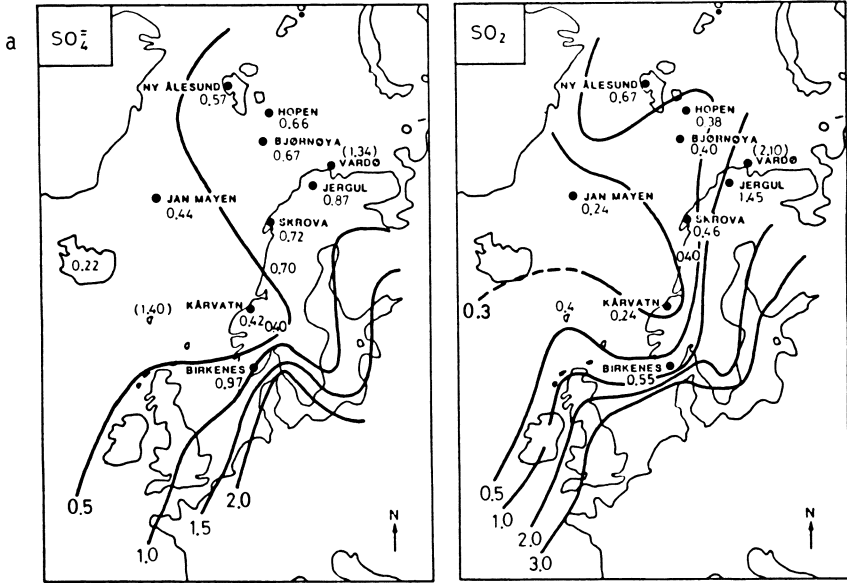 a
SO₄⁼
NY ÅLESUND
0.57
HOPEN
0.66
BJØRNØYA
0.67
(1,34)
VARDØ
JERGUL
0.87
JAN MAYEN
0.44
SKROVA
0.72
0.22
0.70
(1.40)
KÅRVATN
0.42
0.40
BIRKENES
0.97
0.5
1.0
1.5
2.0
N
SO₂
NY ÅLESUND
0.67
HOPEN
0.38
BJØRNØYA
0.40
(2,10)
VARDØ
JERGUL
1.45
JAN MAYEN
0.24
SKROVA
0.46
0.40
0.3
0.4
KÅRVATN
0.24
BIRKENES
0.55
0.5
1.0
2.0
3.0
N